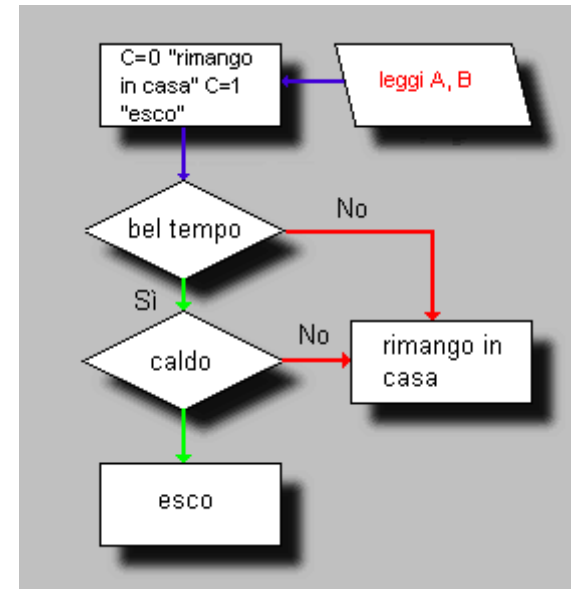 C=0 "rimango
in casa" C=1
"esco"
leggi A, B
bel tempo
No
Sì
caldo
No
rimango in
casa
esco